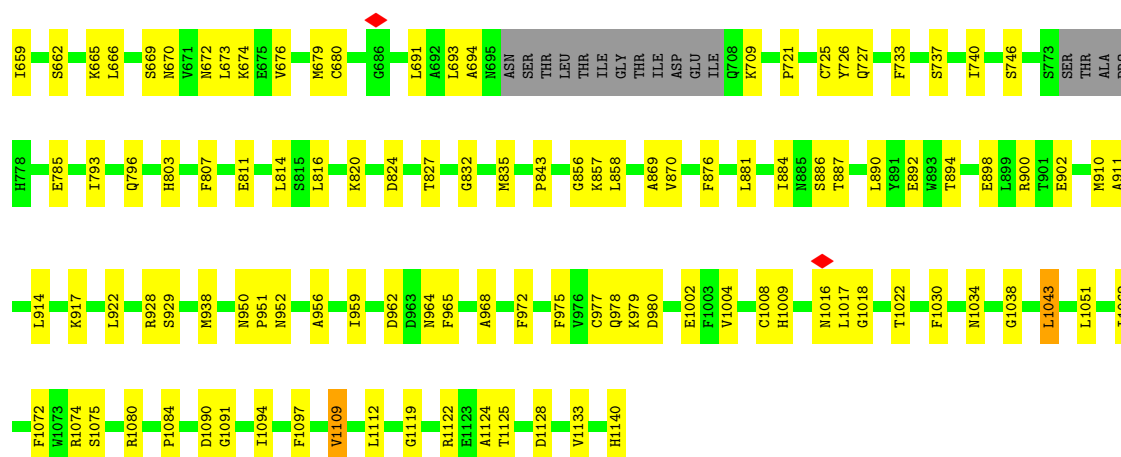 I659 S662 K665 L666 S669 N670 V671 N672 L673 K674 E675 V676 M679 C680 G686 L691 A692 L693 A694 N695 ASN SER THR LEU THR ILE GLY THR ILE ASP GLU ILE Q708 K709 P721 C725 Y726 Q727 F733 S737 I740 S746 S773 SER THR ALA
H778 E785 I793 Q796 H803 F807 E811 L814 S815 L816 K820 D824 T827 G832 M835 P843 G856 K857 L858 A869 V870 F876 L881 I884 N885 S886 T887 L890 Y891 E892 W893 T894 E898 L899 R900 T901 E902 M910 A911
L914 K917 L922 R928 S929 M938 N950 P951 N952 A956 I959 D962 D963 N964 F965 A968 F972 F975 V976 C977 Q978 K979 D980 E1002 F1003 V1004 C1008 H1009 N1016 L1017 G1018 T1022 F1030 N1034 G1038 L1043 L1051
F1072 W1073 R1074 S1075 R1080 P1084 D1090 G1091 I1094 F1097 V1109 L1112 G1119 R1122 E1123 A1124 T1125 D1128 V1133 H1140